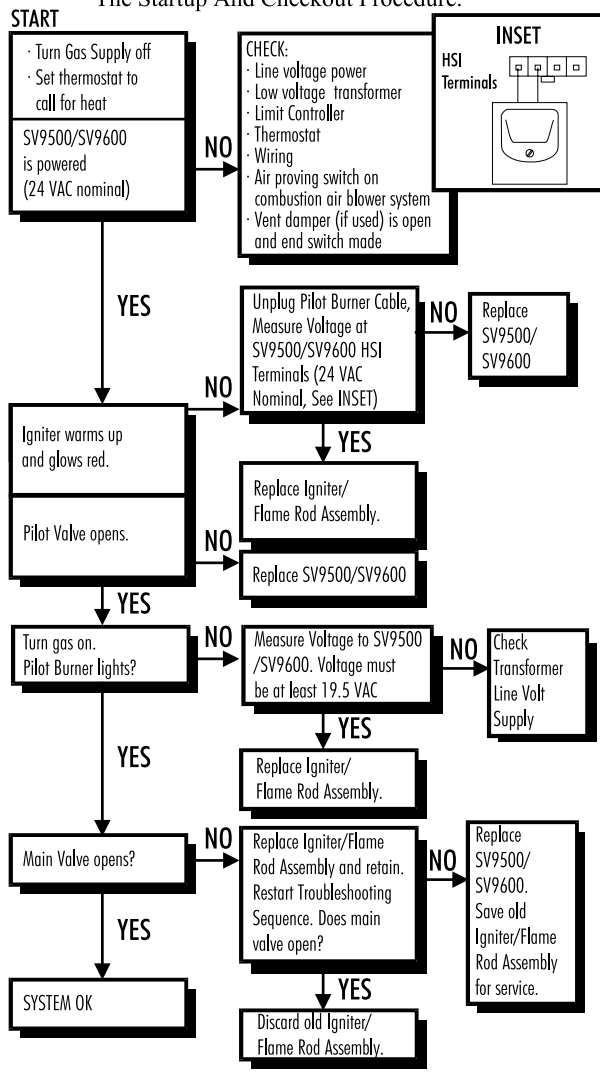 The Startup And Checkout Procedure.
START
· Turn Gas Supply off
· Set thermostat to
call for heat
SV9500/SV9600
is powered
(24 VAC nominal)
NO
CHECK:
· Line voltage power
· Low voltage transformer
· Limit Controller
· Thermostat
· Wiring
· Air proving switch on
combustion air blower system
· Vent damper (if used) is open
and end switch made
INSET
HSI
Terminals
YES
Igniter warms up
and glows red.
NO
Unplug Pilot Burner Cable,
Measure Voltage at
SV9500/SV9600 HSI
Terminals (24 VAC
Nominal, See INSET)
NO
Replace
SV9500/
SV9600
YES
Replace Igniter/
Flame Rod Assembly.
Pilot Valve opens.
NO
Replace SV9500/SV9600
YES
Turn gas on.
Pilot Burner lights?
NO
Measure Voltage to SV9500
/SV9600. Voltage must
be at least 19.5 VAC
NO
Check
Transformer
Line Volt
Supply
YES
Replace Igniter/
Flame Rod Assembly.
YES
Main Valve opens?
NO
Replace Igniter/Flame
Rod Assembly and retain.
Restart Troubleshooting
Sequence. Does main
valve open?
NO
Replace
SV9500/
SV9600.
Save old
Igniter/Flame
Rod Assembly
for service.
YES
Discard old Igniter/
Flame Rod Assembly.
YES
SYSTEM OK